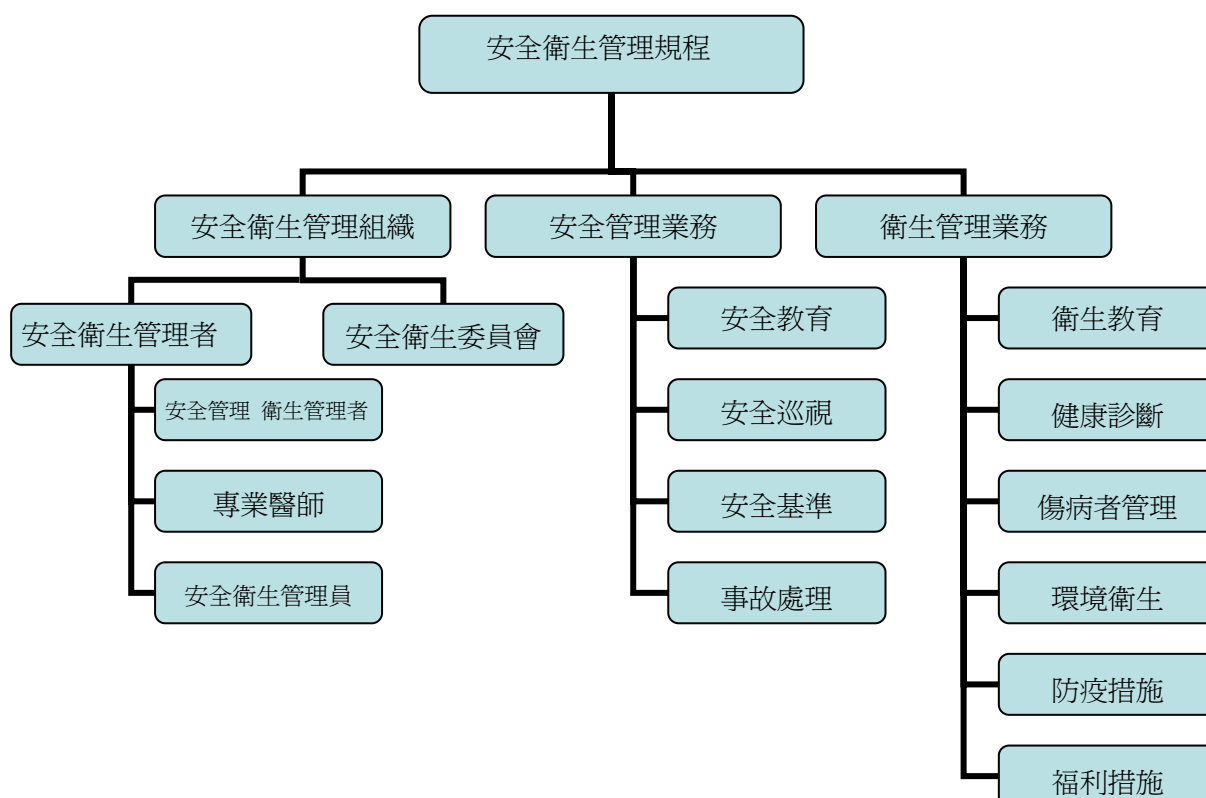 安全衛生管理規程
安全衛生管理組織
安全管理業務
衛生管理業務
安全衛生管理者
安全衛生委員會
安全管理 衛生管理者
專業醫師
安全衛生管理員
安全教育
安全巡視
安全基準
事故處理
衛生教育
健康診斷
傷病者管理
環境衛生
防疫措施
福利措施